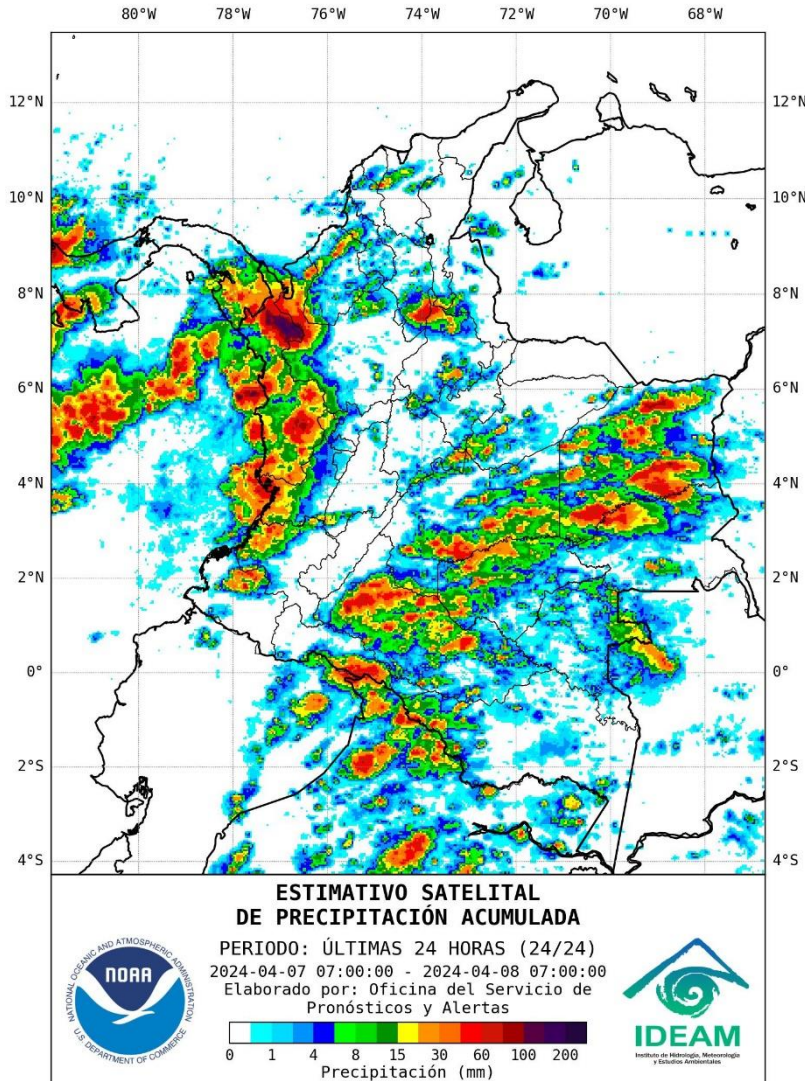 80°W 78°W 76°W 74°W 72°W 70°W 68°W
12°N 12°N
10°N 10°N
8°N 8°N
6°N 6°N
4°N 4°N
2°N 2°N
0° 0°
2°S 2°S
4°S 4°S
ESTIMATIVO SATELITAL
DE PRECIPITACIÓN ACUMULADA
PERIODO: ÚLTIMAS 24 HORAS (24/24)
2024-04-07 07:00:00 - 2024-04-08 07:00:00
Elaborado por: Oficina del Servicio de
Pronósticos y Alertas
0 1 4 8 15 30 60 100 200
Precipitación (mm)
NATIONAL OCEANIC AND ATMOSPHERIC ADMINISTRATION
NOAA
U.S. DEPARTMENT OF COMMERCE
IDEAM
Instituto de Hidrología, Meteorología
y Estudios Ambientales